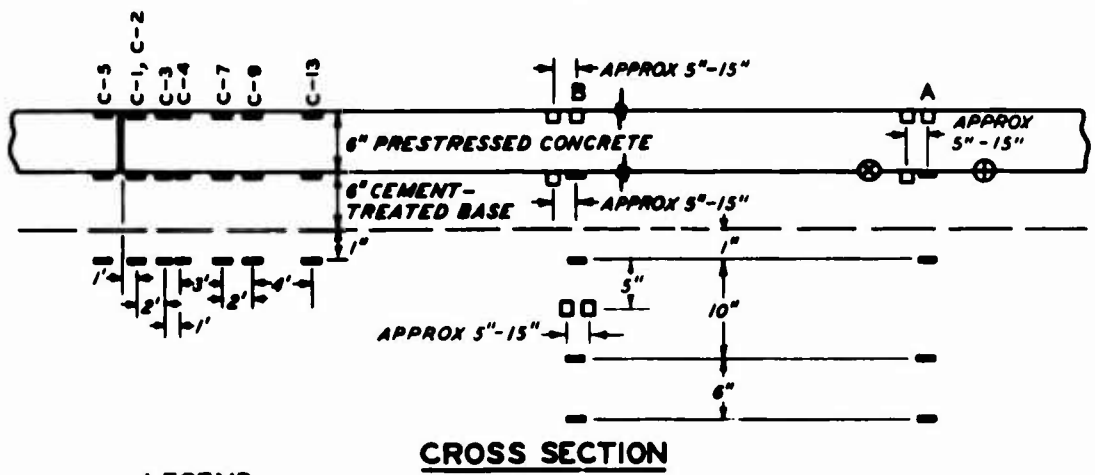 C-5
C-1, C-2
C-3
C-4
C-7
C-9
C-13
APPROX 5"-15"
B
A
APPROX
5"-15"
6" PRESTRESSED CONCRETE
6" CEMENT-
TREATED BASE
APPROX 5"-15"
1"
1"
1'
2'
1'
3'
2'
4'
5"
10"
APPROX 5"-15"
6"
CROSS SECTION